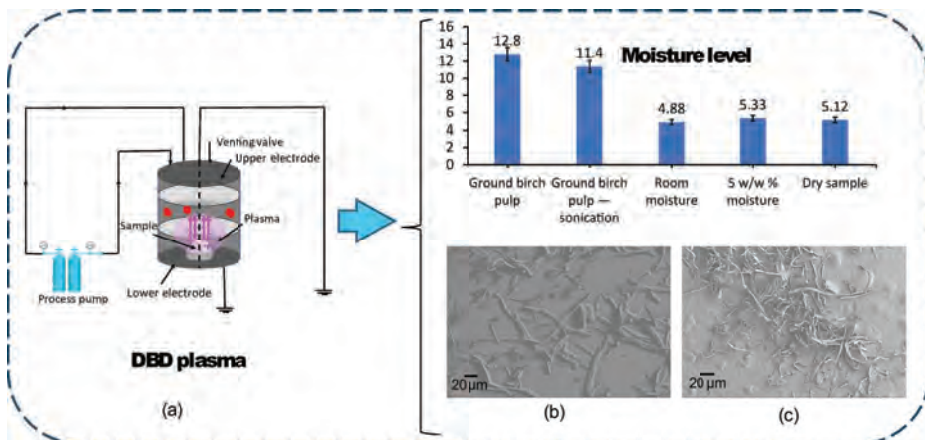 Venning valve
Upper electrode
Plasma
Sample
Process pump
Lower electrode
DBD plasma
(a)
16
14
12
10
8
6
4
2
0
12.8
11.4
4.88
5.33
5.12
Moisture level
Ground birch
pulp
Ground birch
pulp —
sonication
Room
moisture
5 w/w %
moisture
Dry sample
20 µm
(b)
20 µm
(c)